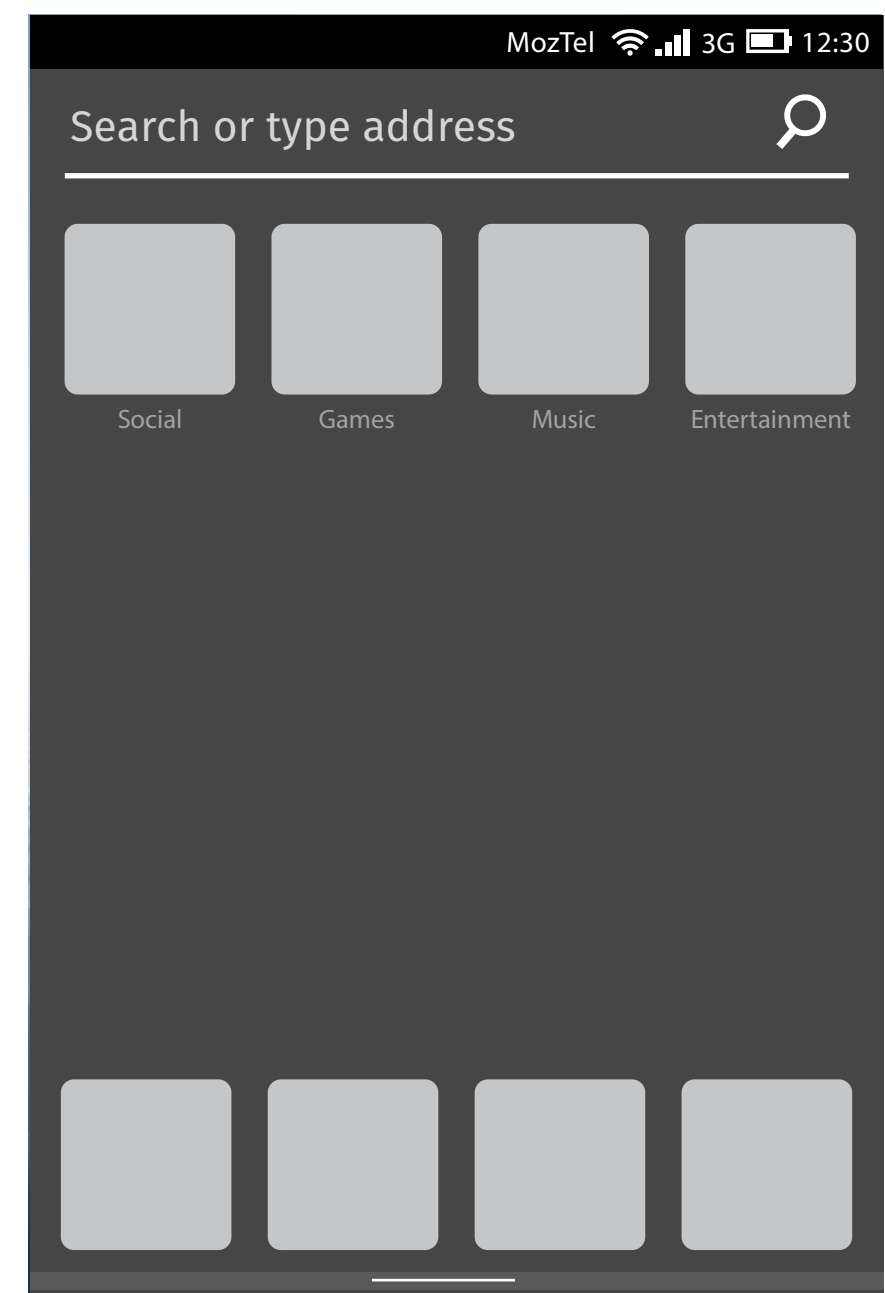 MozTel 3G 12:30
Search or type address
Social Games Music Entertainment